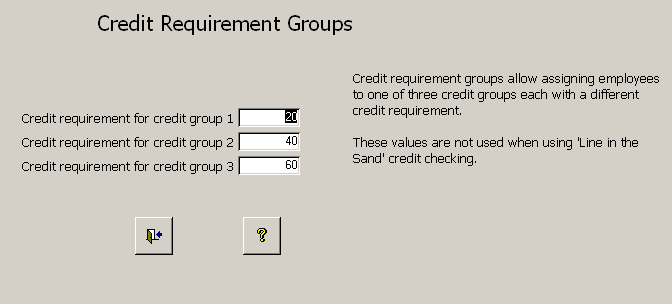 Credit Requirement Groups
Credit requirement groups allow assigning employees
to one of three credit groups each with a different
credit requirement.
These values are not used when using 'Line in the
Sand' credit checking.
Credit requirement for credit group 1 20
Credit requirement for credit group 2 40
Credit requirement for credit group 3 60
?